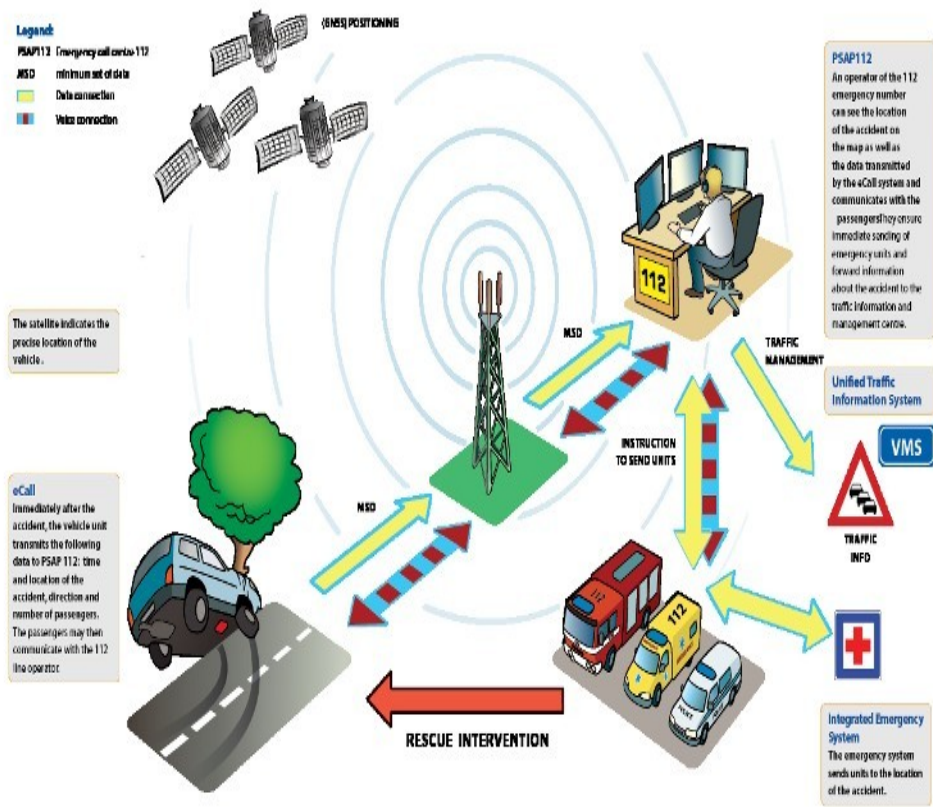 Legend:
PSAP112 Emergency call centre 112
MSD minimum set of data
Data connection
Voice connection
(GNSS) POSITIONING
PSAP112
An operator of the 112
emergency number
can see the location
of the accident on
the map as well as
the data transmitted
by the eCall system and
communicates with the
passengersThey ensure
immediate sending of
emergency units and
forward information
about the accident to the
traffic information and
management centre.
112
MSD
TRAFFIC
MANAGEMENT
The satellite indicates the
precise location of the
vehicle .
Unified Traffic
Information System
VMS
INSTRUCTION
TO SEND UNITS
eCall
Immediately after the
accident, the vehicle unit
transmits the following
data to PSAP 112: time
and location of the
accident, direction and
number of passengers.
The passengers may then
communicate with the 112
line operator.
MSD
TRAFFIC
INFO
112
112
RESCUE INTERVENTION
Integrated Emergency
System
The emergency system
sends units to the location
of the accident.